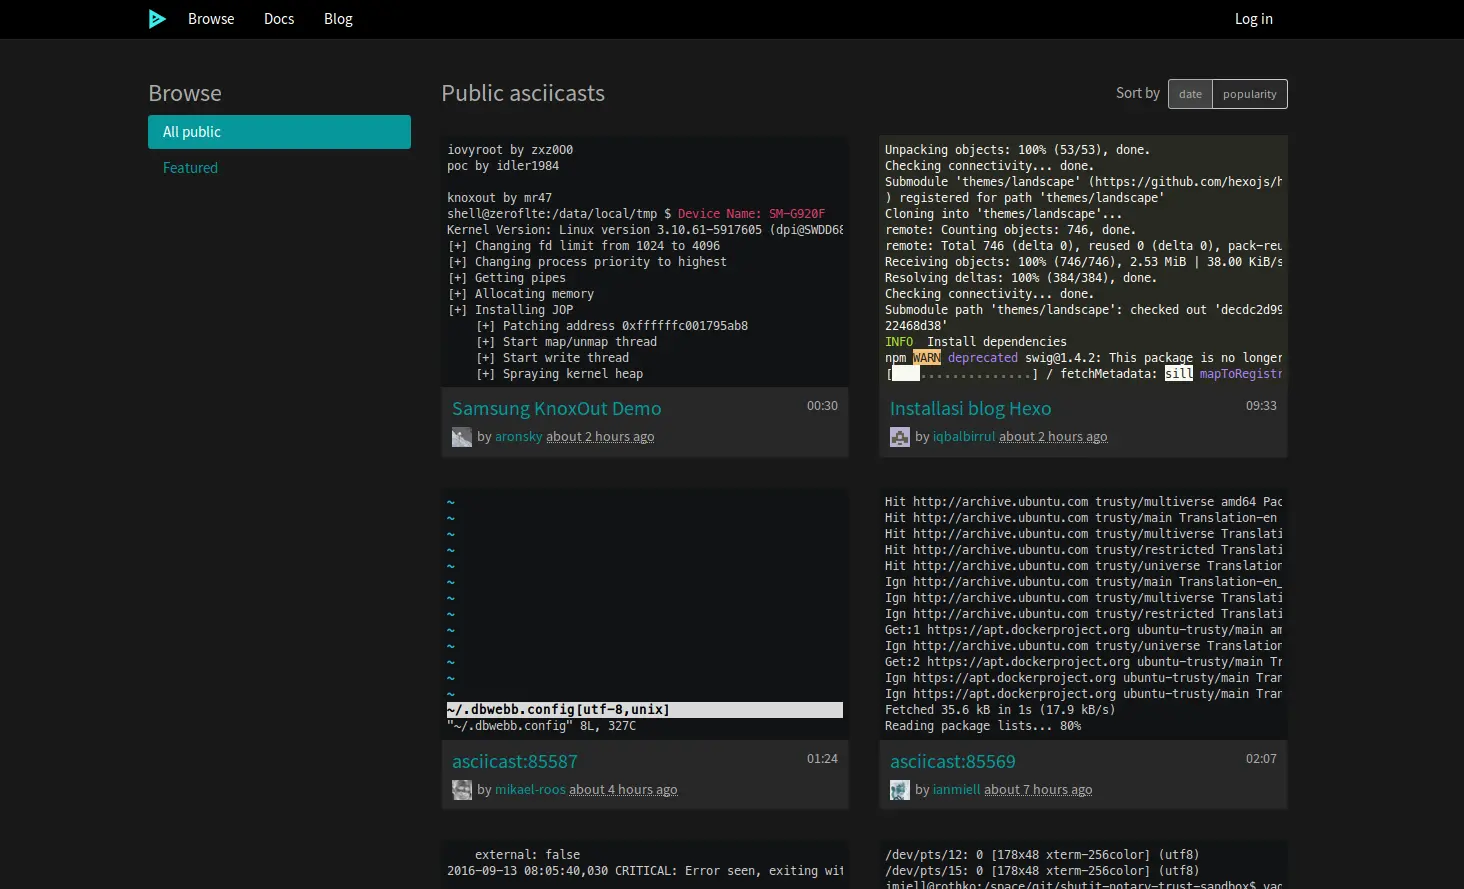 Browse Docs Blog Log in
Browse
All public
Featured
Public asciicasts
Sort by date popularity
iovyroot by zxz0O0
poc by idler1984
knoxout by mr47
shell@zeroflte:/data/local/tmp $ Device Name: SM-G920F
Kernel Version: Linux version 3.10.61-5917605 (dpi@SWDD68
[+] Changing fd limit from 1024 to 4096
[+] Changing process priority to highest
[+] Getting pipes
[+] Allocating memory
[+] Installing JOP
[+] Patching address 0xffffffc001795ab8
[+] Start map/unmap thread
[+] Start write thread
[+] Spraying kernel heap
Samsung KnoxOut Demo 00:30
by aronsky about 2 hours ago
Unpacking objects: 100% (53/53), done.
Checking connectivity... done.
Submodule 'themes/landscape' (https://github.com/hexojs/h
) registered for path 'themes/landscape'
Cloning into 'themes/landscape'...
remote: Counting objects: 746, done.
remote: Total 746 (delta 0), reused 0 (delta 0), pack-reu
Receiving objects: 100% (746/746), 2.53 MiB | 38.00 KiB/s
Resolving deltas: 100% (384/384), done.
Checking connectivity... done.
Submodule path 'themes/landscape': checked out 'decdc2d99
22468d38'
INFO  Install dependencies
npm WARN deprecated swig@1.4.2: This package is no longer
[    ................] / fetchMetadata: sill mapToRegistr
Installasi blog Hexo 09:33
by iqbalbirrul about 2 hours ago
~
~
~
~
~
~
~
~
~
~
~
~
~
~/.dbwebb.config[utf-8,unix]
"~/.dbwebb.config" 8L, 327C
asciicast:85587 01:24
by mikael-roos about 4 hours ago
Hit http://archive.ubuntu.com trusty/multiverse amd64 Pac
Hit http://archive.ubuntu.com trusty/main Translation-en
Hit http://archive.ubuntu.com trusty/multiverse Translati
Hit http://archive.ubuntu.com trusty/restricted Translati
Hit http://archive.ubuntu.com trusty/universe Translation
Ign http://archive.ubuntu.com trusty/main Translation-en_
Ign http://archive.ubuntu.com trusty/multiverse Translati
Ign http://archive.ubuntu.com trusty/restricted Translati
Get:1 https://apt.dockerproject.org ubuntu-trusty/main am
Ign http://archive.ubuntu.com trusty/universe Translation
Get:2 https://apt.dockerproject.org ubuntu-trusty/main Tr
Ign https://apt.dockerproject.org ubuntu-trusty/main Tran
Ign https://apt.dockerproject.org ubuntu-trusty/main Tran
Fetched 35.6 kB in 1s (17.9 kB/s)
Reading package lists... 80%
asciicast:85569 02:07
by ianmiell about 7 hours ago
external: false
2016-09-13 08:05:40,030 CRITICAL: Error seen, exiting wit
/dev/pts/12: 0 [178x48 xterm-256color] (utf8)
/dev/pts/15: 0 [178x48 xterm-256color] (utf8)
imiell@rothko:/space/git/shutit-notary-trust-sandbox$